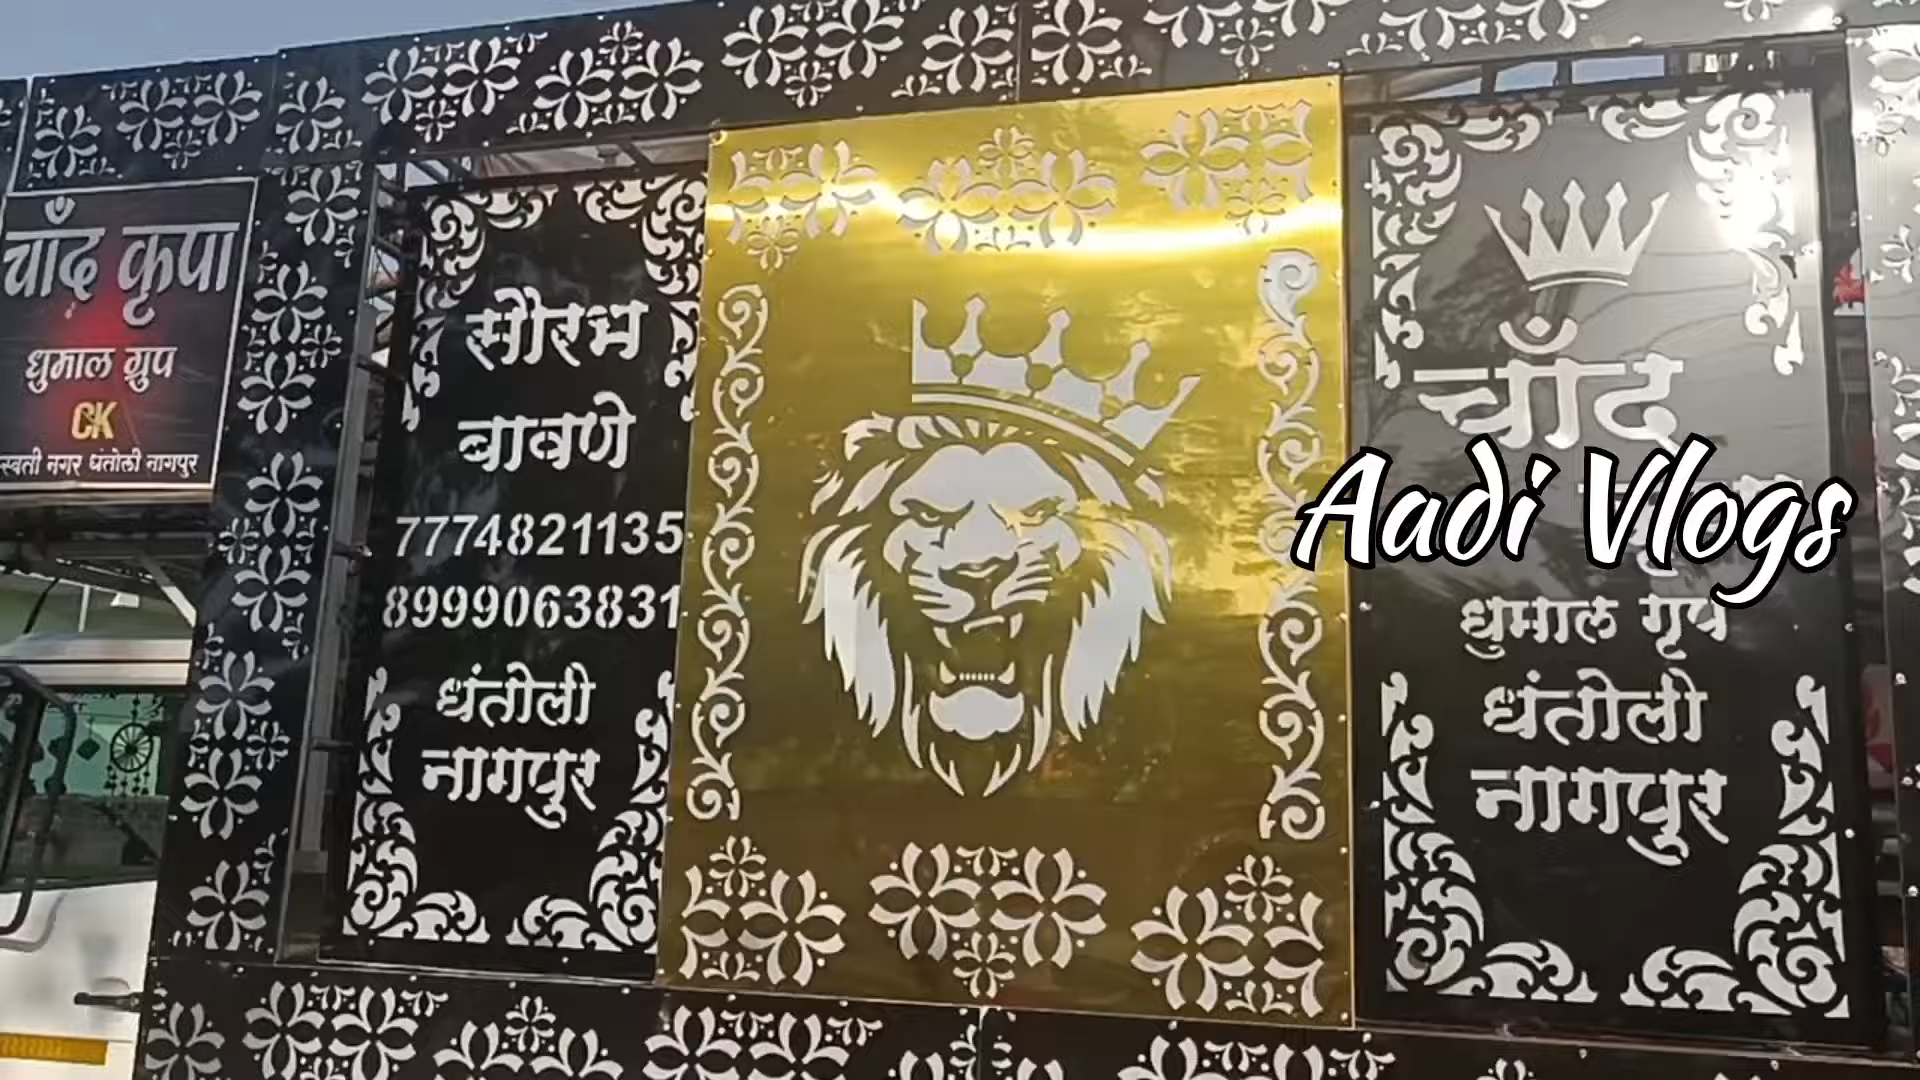 चाँद कृपा
धुमाल ग्रुप
CK
स्वती नगर धंतोली नागपुर
सौरभ
बावणे
7774821135
8999063831
धंतोली
नागपुर
चाँद
Aadi Vlogs
धुमाल गृप
धंतोली
नागपुर